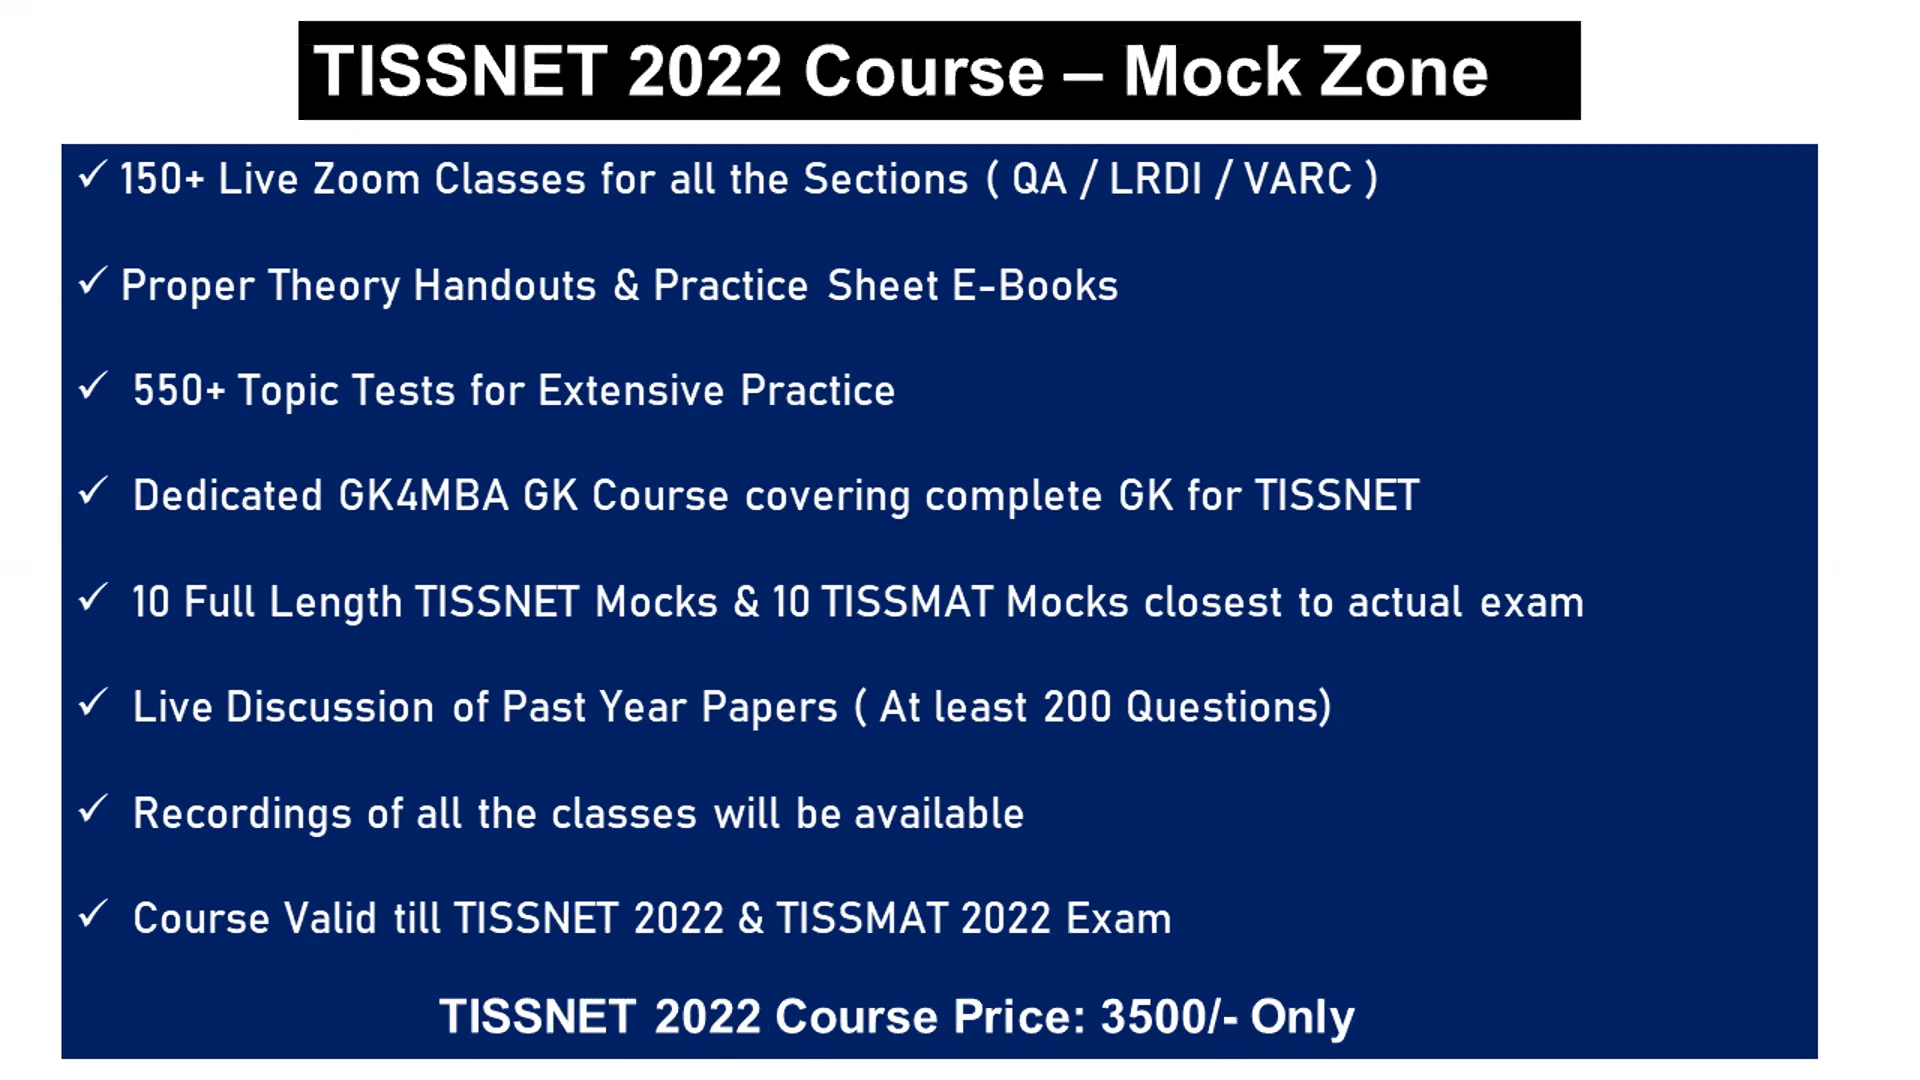 TISSNET 2022 Course – Mock Zone
✓ 150+ Live Zoom Classes for all the Sections ( QA / LRDI / VARC )
✓ Proper Theory Handouts & Practice Sheet E-Books
✓ 550+ Topic Tests for Extensive Practice
✓ Dedicated GK4MBA GK Course covering complete GK for TISSNET
✓ 10 Full Length TISSNET Mocks & 10 TISSMAT Mocks closest to actual exam
✓ Live Discussion of Past Year Papers ( At least 200 Questions)
✓ Recordings of all the classes will be available
✓ Course Valid till TISSNET 2022 & TISSMAT 2022 Exam
TISSNET 2022 Course Price: 3500/- Only